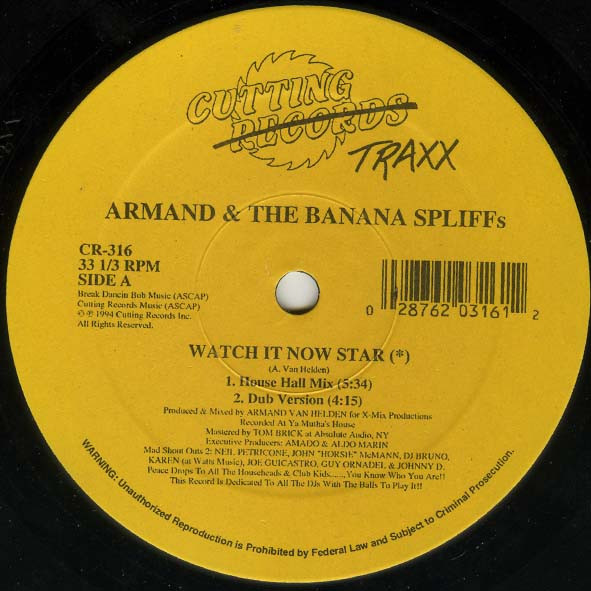 CUTTING
RECORDS
TRAXX
ARMAND & THE BANANA SPLIFFs
CR-316
33 1/3 RPM
SIDE A
Break Dancin Bub Music (ASCAP)
Cutting Records Music (ASCAP)
© ℗ 1994 Cutting Records Inc.
All Rights Reserved.
0 28762 03161 2
WATCH IT NOW STAR (*)
(A. Van Helden)
1. House Hall Mix (5:34)
2. Dub Version (4:15)
Produced & Mixed by ARMAND VAN HELDEN for X-Mix Productions
Recorded At Ya Mutha's House
Mastered by TOM BRICK at Absolute Audio, NY
Executive Producers: AMADO & ALDO MARIN
Mad Shout Outs 2: NEIL PETRICONE, JOHN "HORSIE" McMANN, DJ BRUNO,
KAREN (at Watts Music), JOE GUICASTRO, GUY ORNADEL & JOHNNY D.
Peace Drops To All The Househeads & Club Kids.....,You Know Who You Are!!
This Record Is Dedicated To All The DJs With The Balls To Play It!!
WARNING: Unauthorized Reproduction is Prohibited by Federal Law and Subject to Criminal Prosecution.